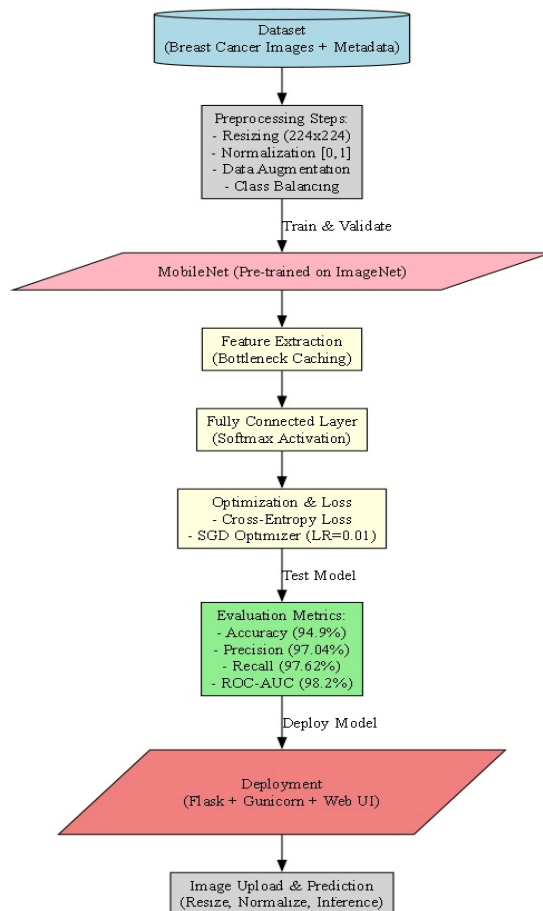 Dataset
(Breast Cancer Images + Metadata)
Preprocessing Steps:
- Resizing (224x224)
- Normalization [0,1]
- Data Augmentation
- Class Balancing
Train & Validate
MobileNet (Pre-trained on ImageNet)
Feature Extraction
(Bottleneck Caching)
Fully Connected Layer
(Softmax Activation)
Optimization & Loss
- Cross-Entropy Loss
- SGD Optimizer (LR=0.01)
Test Model
Evaluation Metrics:
- Accuracy (94.9%)
- Precision (97.04%)
- Recall (97.62%)
- ROC-AUC (98.2%)
Deploy Model
Deployment
(Flask + Gunicorn + Web UI)
Image Upload & Prediction
(Resize, Normalize, Inference)